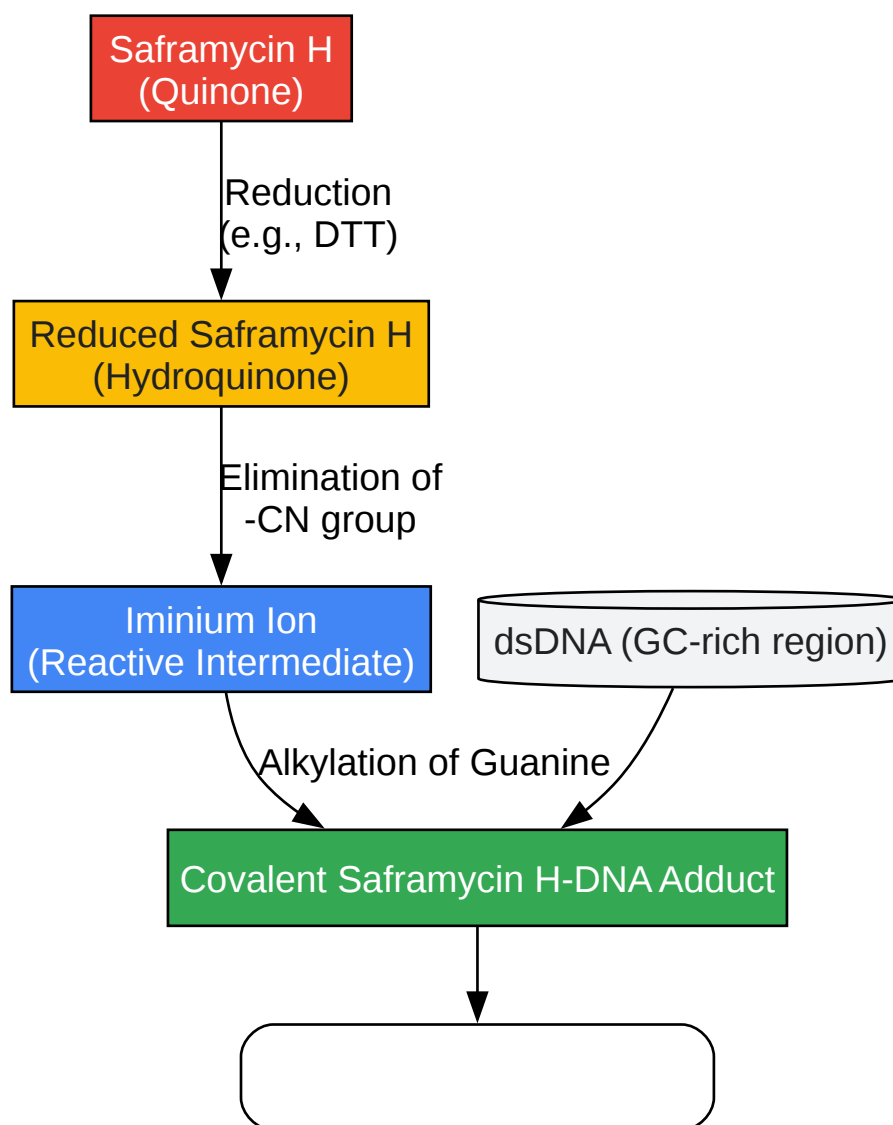 Saframycin H
(Quinone)
Reduction
(e.g., DTT)
Reduced Saframycin H
(Hydroquinone)
Elimination of
-CN group
Iminium Ion
(Reactive Intermediate)
dsDNA (GC-rich region)
Alkylation of Guanine
Covalent Saframycin H-DNA Adduct